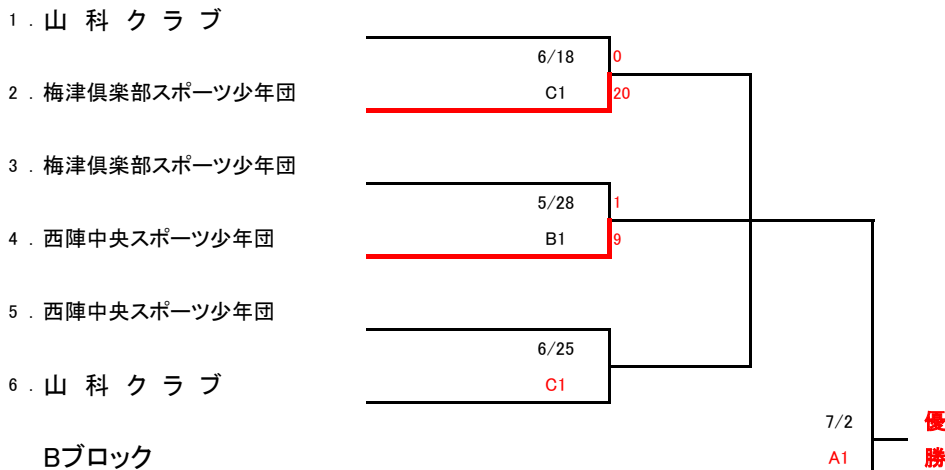 1 . 山 科 ク ラ ブ
6/18 0
2 . 梅津倶楽部スポーツ少年団 C1 20
3 . 梅津倶楽部スポーツ少年団
5/28 1
4 . 西陣中央スポーツ少年団 B1 9
5 . 西陣中央スポーツ少年団
6/25
6 . 山 科 ク ラ ブ C1
7/2 優
Bブロック A1 勝